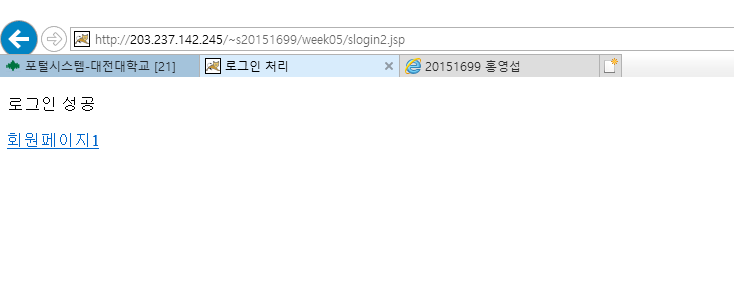 http://203.237.142.245/~s20151699/week05/slogin2.jsp
포털시스템-대전대학교 [21]
로그인 처리
20151699 홍영섭
로그인 성공
회원페이지1